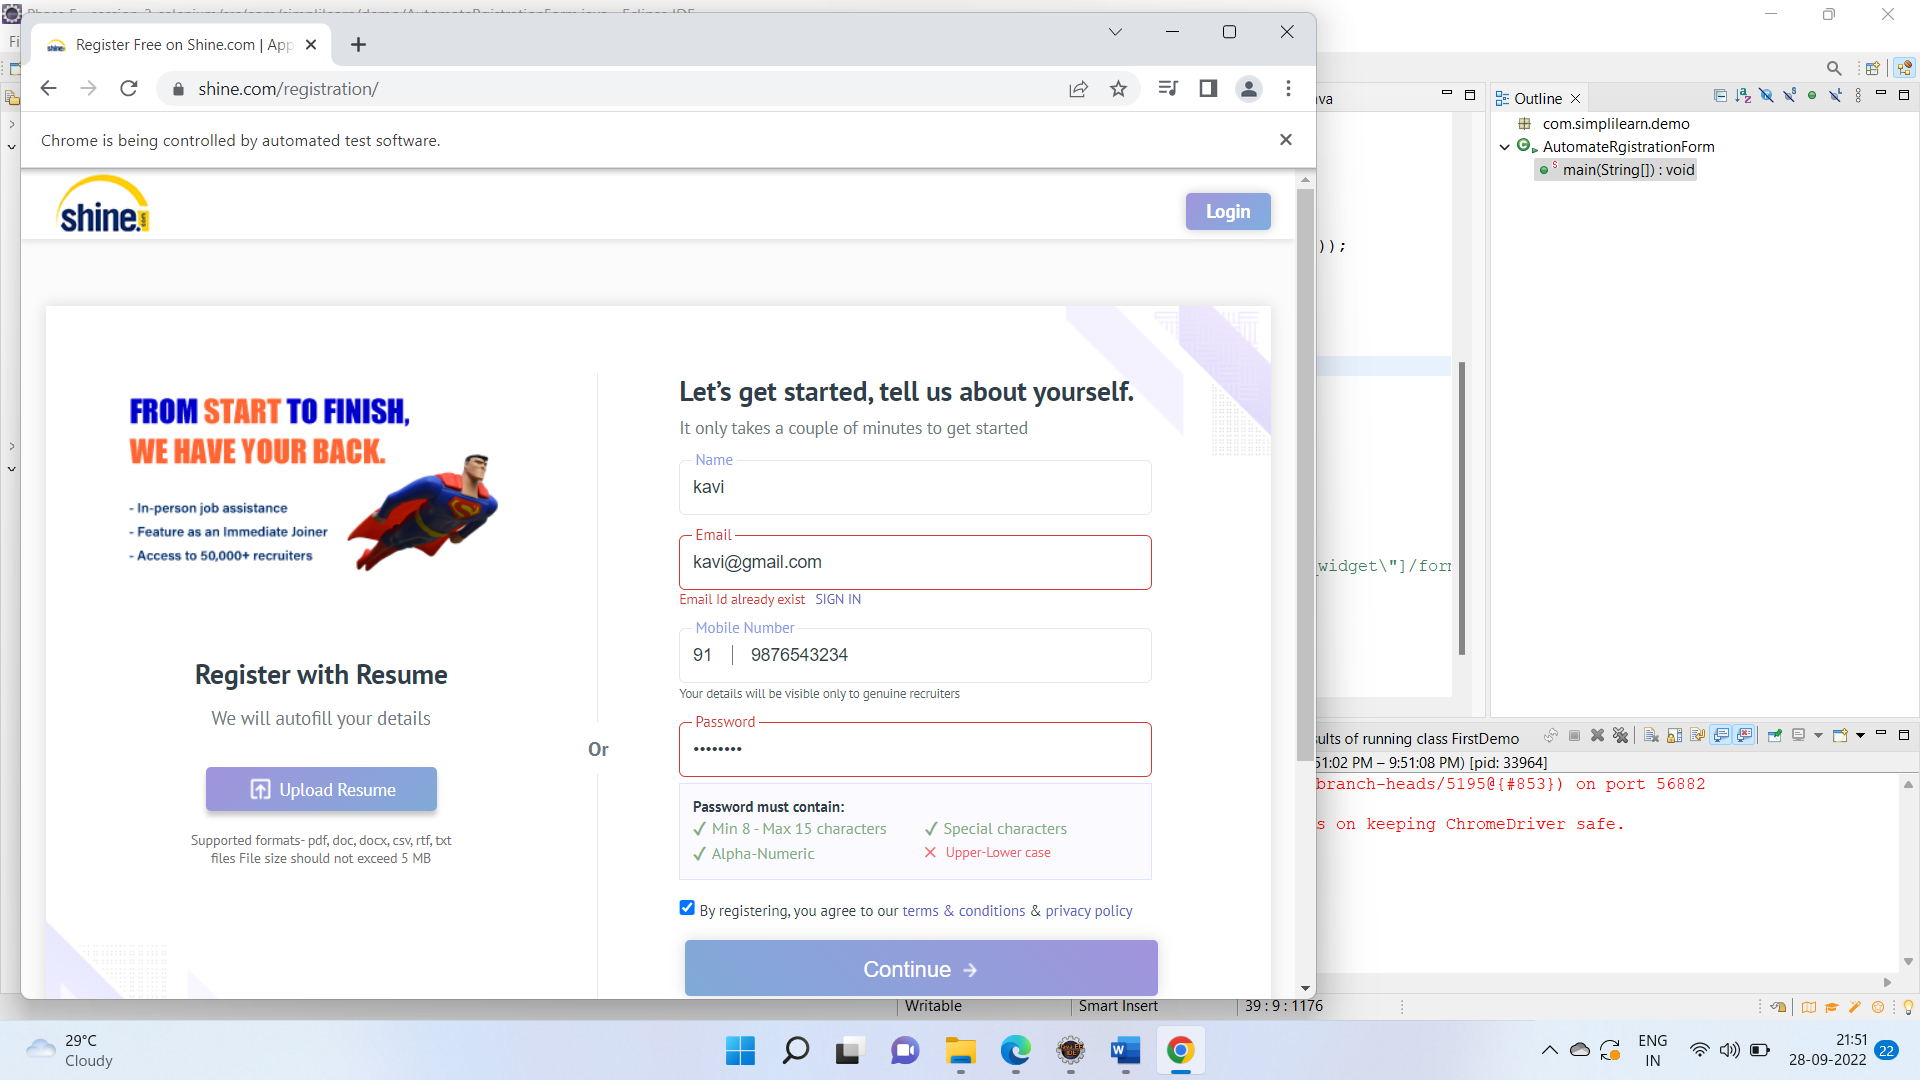 Register Free on Shine.com | App
shine.com/registration/
Chrome is being controlled by automated test software.
shine.com
Login
FROM START TO FINISH,
WE HAVE YOUR BACK.
- In-person job assistance
- Feature as an Immediate Joiner
- Access to 50,000+ recruiters
Register with Resume
We will autofill your details
Upload Resume
Supported formats- pdf, doc, docx, csv, rtf, txt
files File size should not exceed 5 MB
Or
Let's get started, tell us about yourself.
It only takes a couple of minutes to get started
Name
kavi
Email
kavi@gmail.com
Email Id already exist SIGN IN
Mobile Number
91 9876543234
Your details will be visible only to genuine recruiters
Password
••••••••
Password must contain:
Min 8 - Max 15 characters
Special characters
Alpha-Numeric
Upper-Lower case
By registering, you agree to our terms & conditions & privacy policy
Continue
ava
));
widget\"]/forn
Outline
com.simplilearn.demo
AutomateRgistrationForm
main(String[]) : void
ults of running class FirstDemo
51:02 PM – 9:51:08 PM) [pid: 33964]
branch-heads/5195@{#853}) on port 56882
s on keeping ChromeDriver safe.
Writable
Smart Insert
39 : 9 : 1176
29°C
Cloudy
ENG
IN
21:51
28-09-2022
22